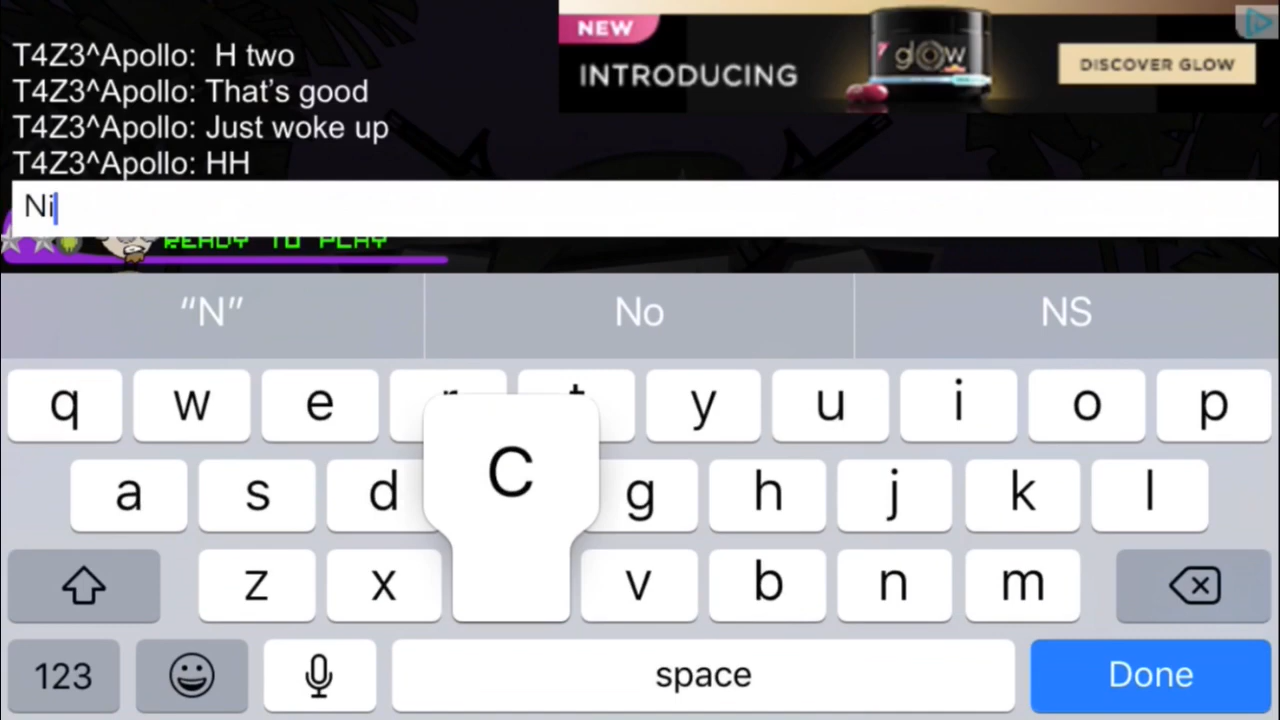 NEW
INTRODUCING
glow
DISCOVER GLOW
T4Z3^Apollo: H two
T4Z3^Apollo: That’s good
T4Z3^Apollo: Just woke up
T4Z3^Apollo: HH
Ni
READY TO PLAY
“N” No NS
q w e r t y u i o p
a s d C g h j k l
z x v b n m
123 space Done